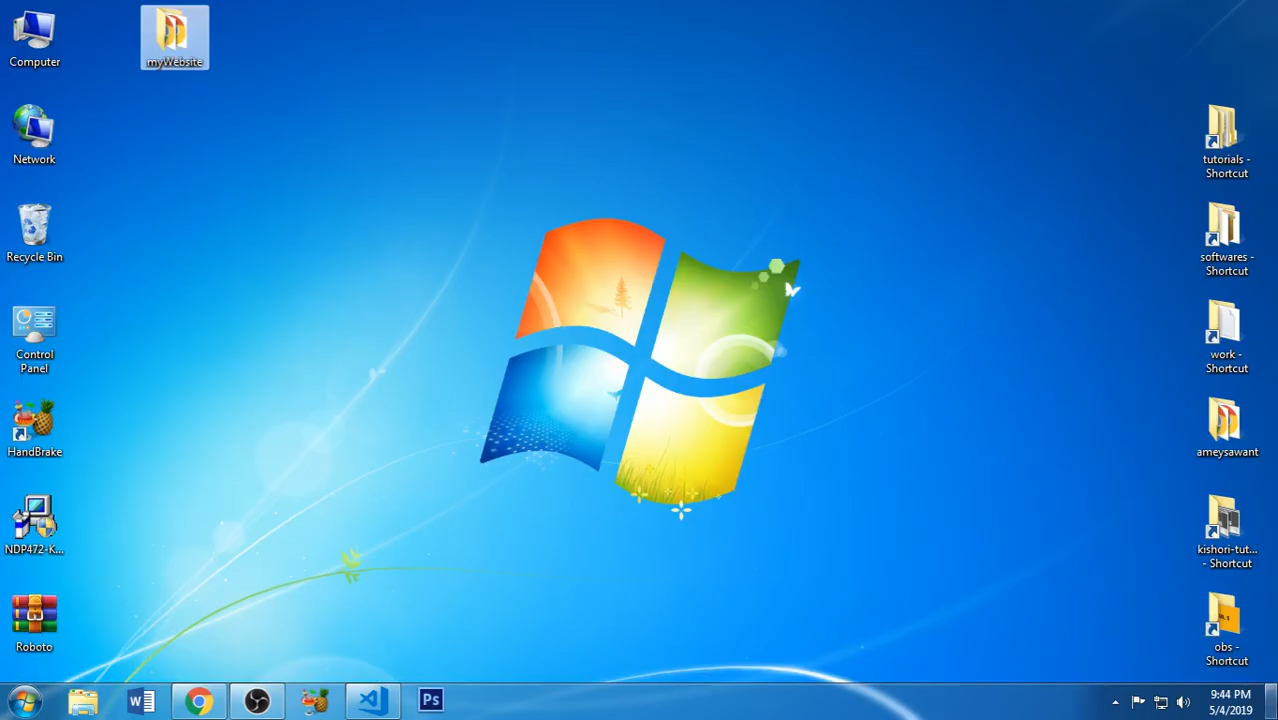 Computer
myWebsite
Network
Recycle Bin
Control
Panel
HandBrake
NDP472-K...
Roboto
tutorials -
Shortcut
softwares -
Shortcut
work -
Shortcut
ameysawant
kishori-tut...
- Shortcut
obs -
Shortcut
W
Ps
9:44 PM
5/4/2019